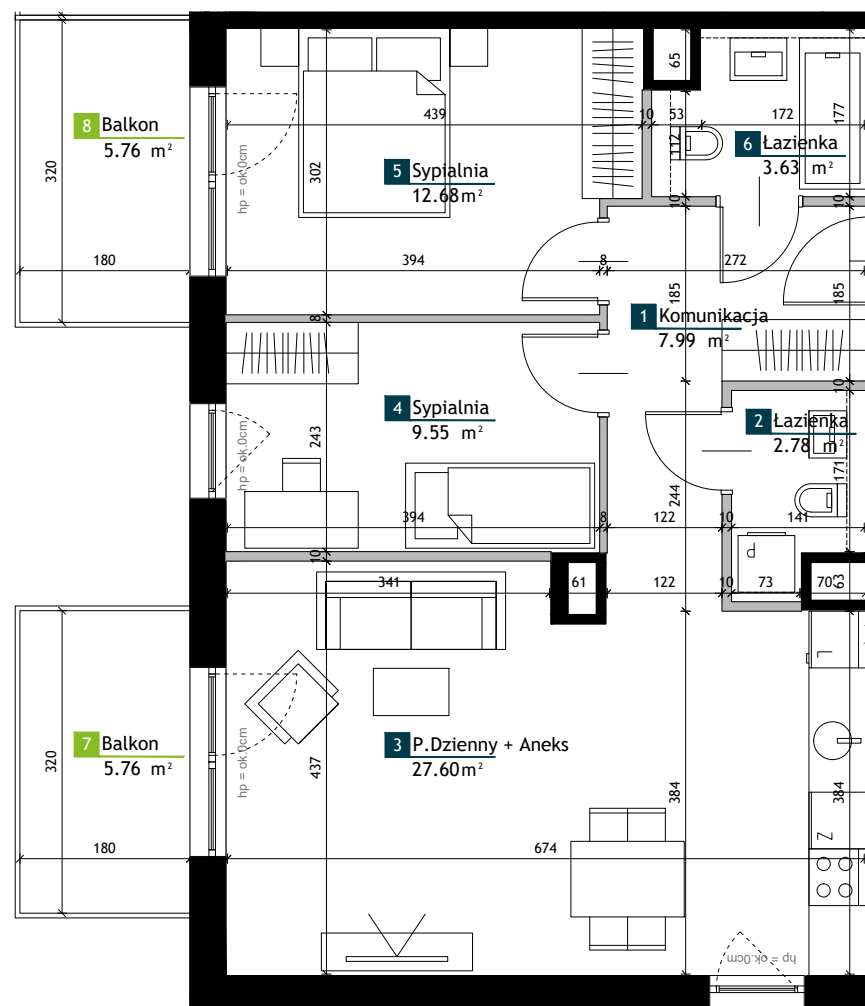 65
439
10
53
172
177
8 Balkon
5.76 m²
112
6 Łazienka
3.63 m²
320
302
hp = ok.0cm
5 Sypialnia
12.68m²
10
10
180
394
8
272
185
185
1 Komunikacja
7.99 m²
8
10
4 Sypialnia
9.55 m²
2 Łazienka
2.78 m²
hp = ok.0cm
243
171
244
394
8
122
10
141
10
341
61
122
10
73
70
63
L
7 Balkon
5.76 m²
3 P.Dzienny + Aneks
27.60m²
hp = ok.0cm
320
437
384
384
Z
180
674
hp = ok.0cm